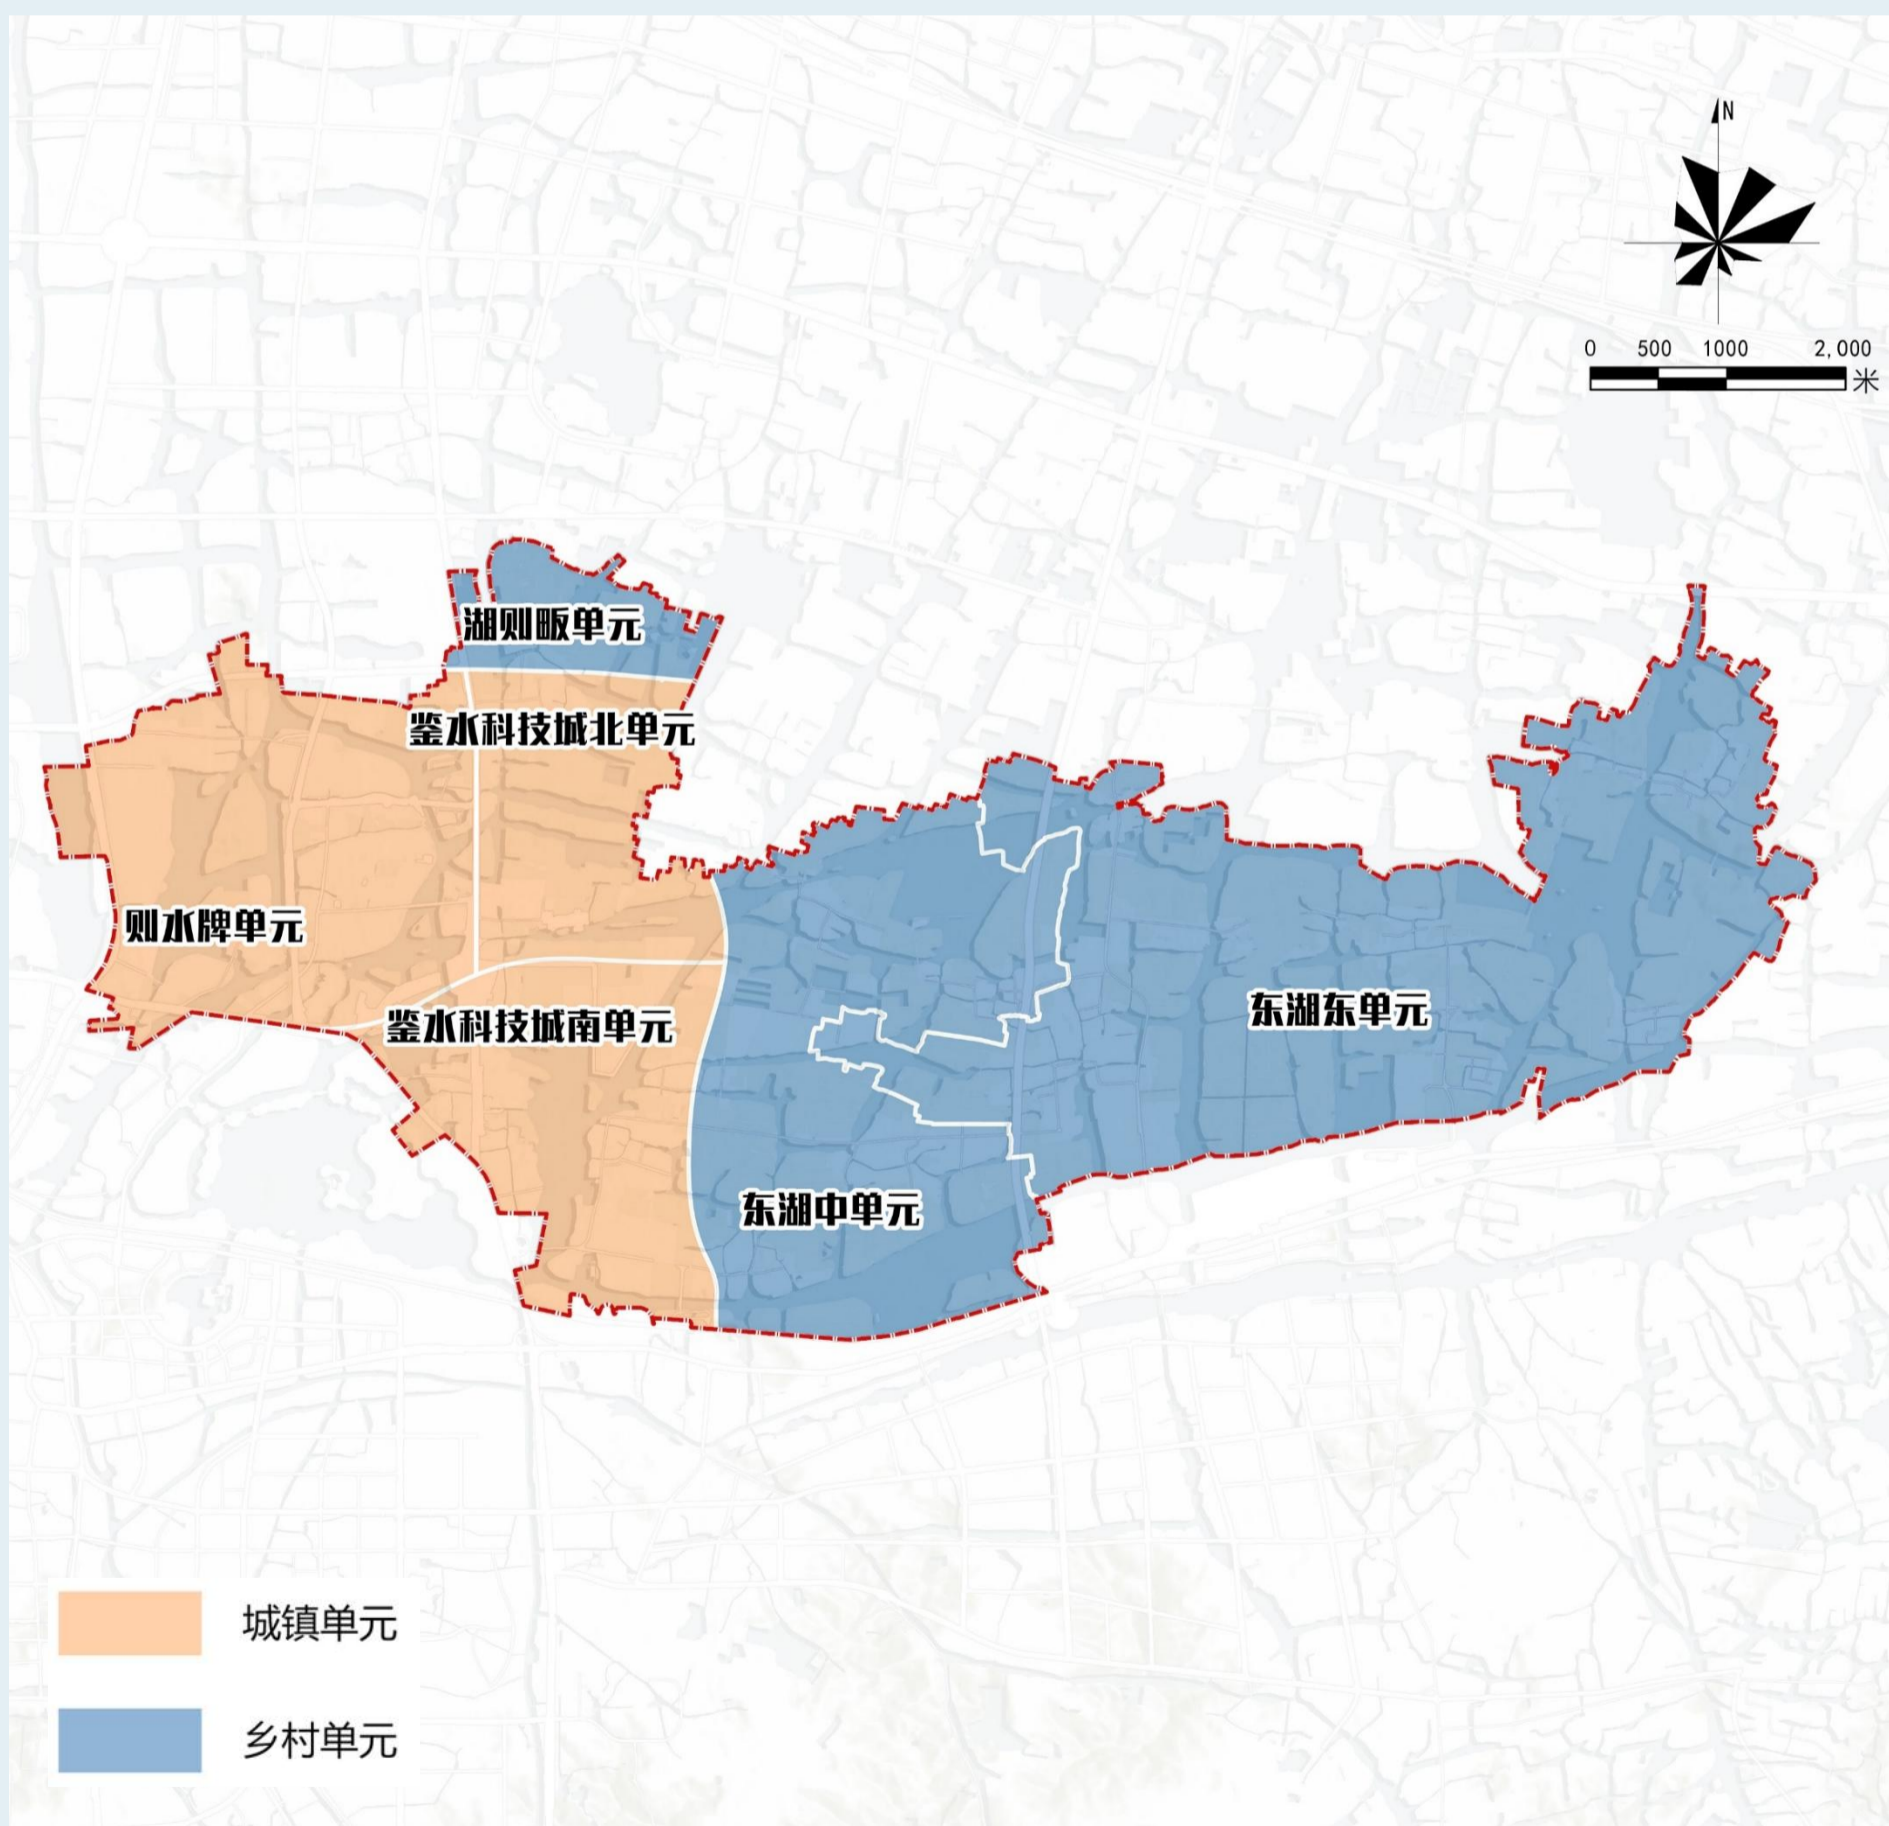 N
0 500 1000 2,000
米
湖则畈单元
鉴水科技城北单元
则水牌单元
鉴水科技城南单元
东湖东单元
东湖中单元
城镇单元
乡村单元